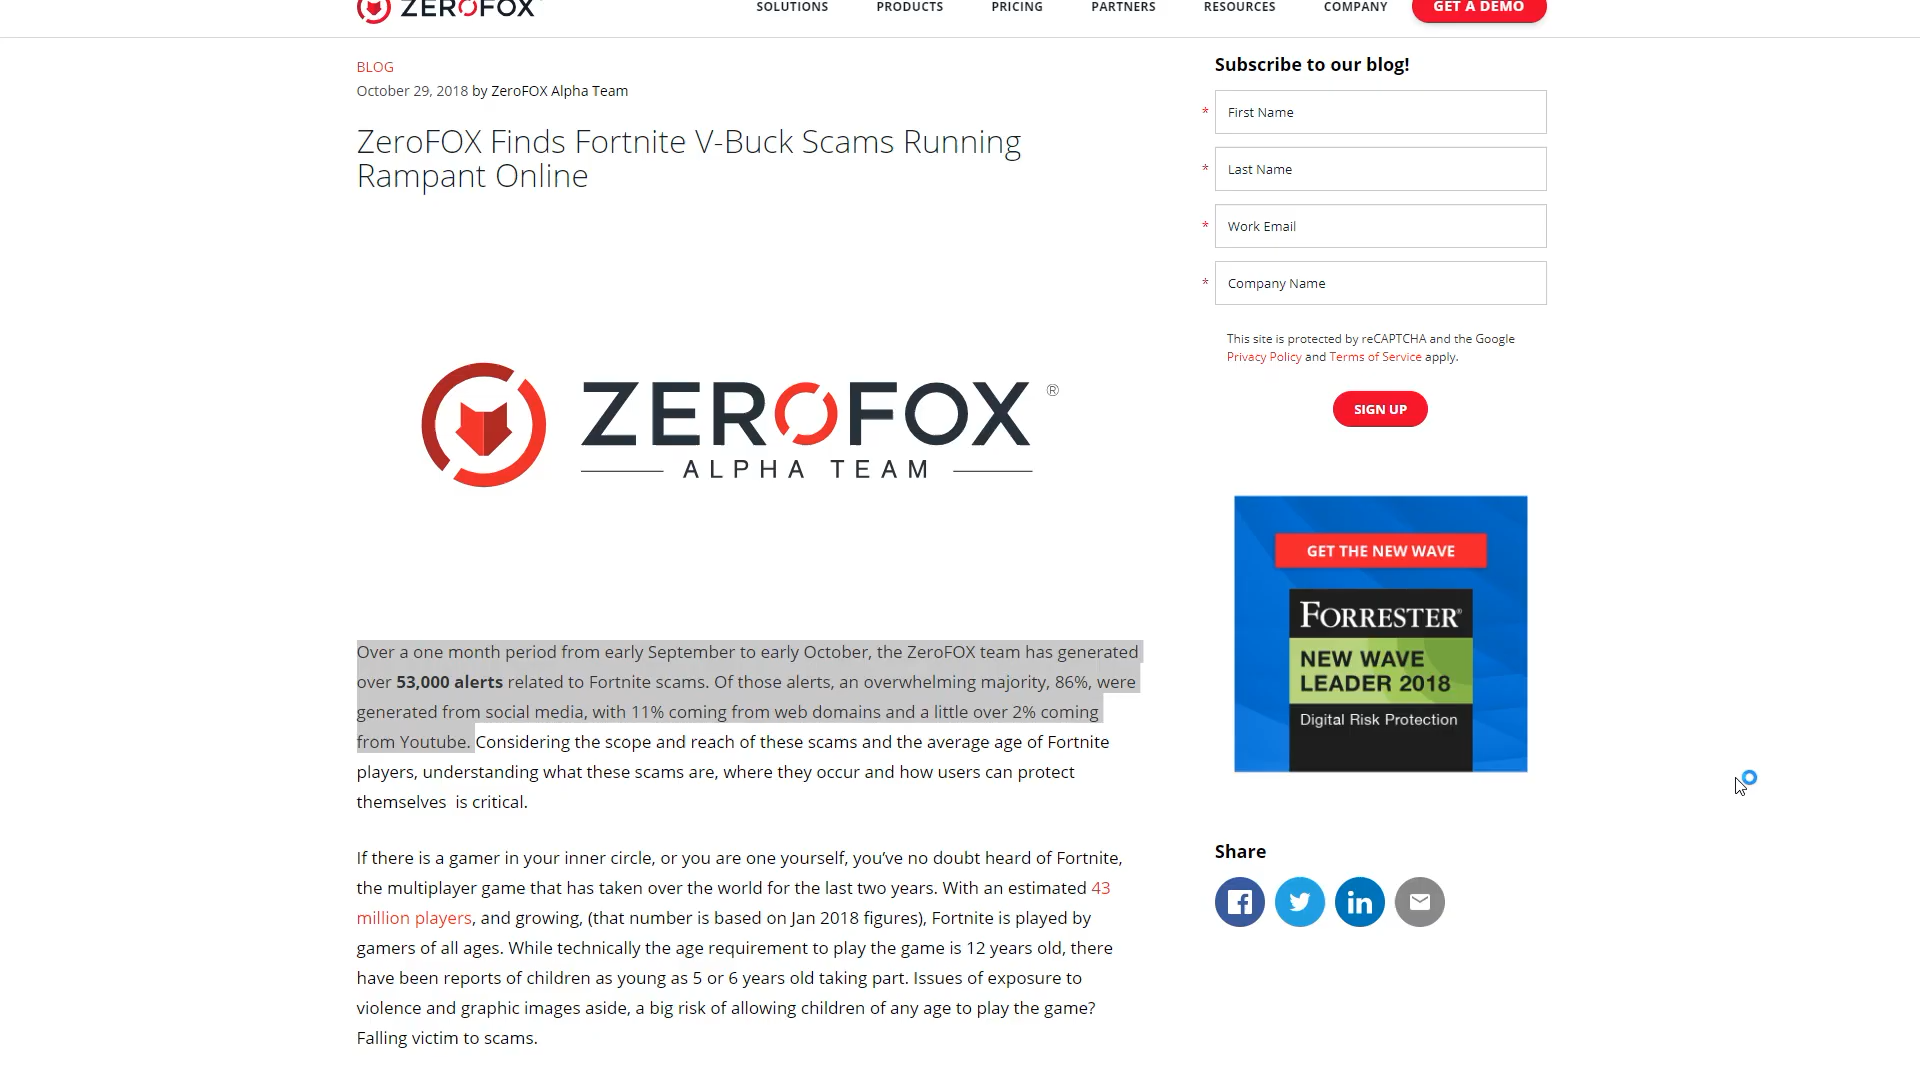 ZEROFOX
SOLUTIONS
PRODUCTS
PRICING
PARTNERS
RESOURCES
COMPANY
GET A DEMO
BLOG
October 29, 2018 by ZeroFOX Alpha Team
ZeroFOX Finds Fortnite V-Buck Scams Running
Rampant Online
ZEROFOX ®
ALPHA TEAM
Over a one month period from early September to early October, the ZeroFOX team has generated
over 53,000 alerts related to Fortnite scams. Of those alerts, an overwhelming majority, 86%, were
generated from social media, with 11% coming from web domains and a little over 2% coming
from Youtube. Considering the scope and reach of these scams and the average age of Fortnite
players, understanding what these scams are, where they occur and how users can protect
themselves  is critical.
If there is a gamer in your inner circle, or you are one yourself, you’ve no doubt heard of Fortnite,
the multiplayer game that has taken over the world for the last two years. With an estimated 43
million players, and growing, (that number is based on Jan 2018 figures), Fortnite is played by
gamers of all ages. While technically the age requirement to play the game is 12 years old, there
have been reports of children as young as 5 or 6 years old taking part. Issues of exposure to
violence and graphic images aside, a big risk of allowing children of any age to play the game?
Falling victim to scams.
Subscribe to our blog!
* First Name
* Last Name
* Work Email
* Company Name
This site is protected by reCAPTCHA and the Google
Privacy Policy and Terms of Service apply.
SIGN UP
GET THE NEW WAVE
FORRESTER®
NEW WAVE
LEADER 2018
Digital Risk Protection
Share